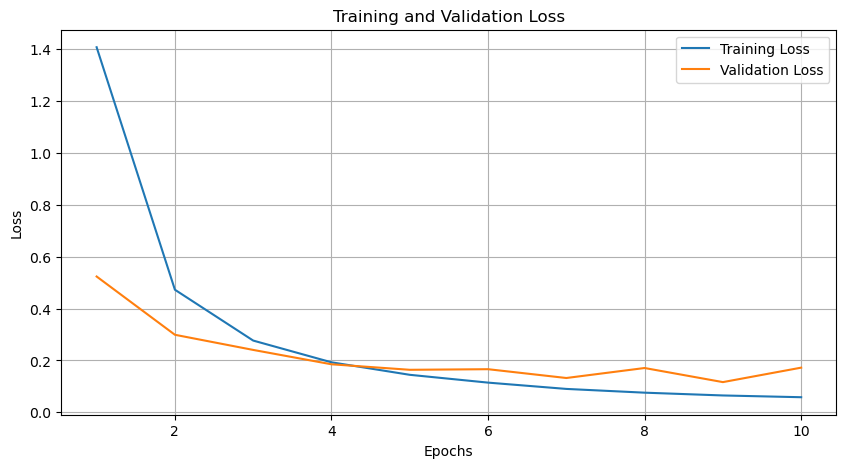 Training and Validation Loss
Training Loss
Validation Loss
1.4
1.2
1.0
0.8
0.6
0.4
0.2
0.0
Loss
2 4 6 8 10
Epochs